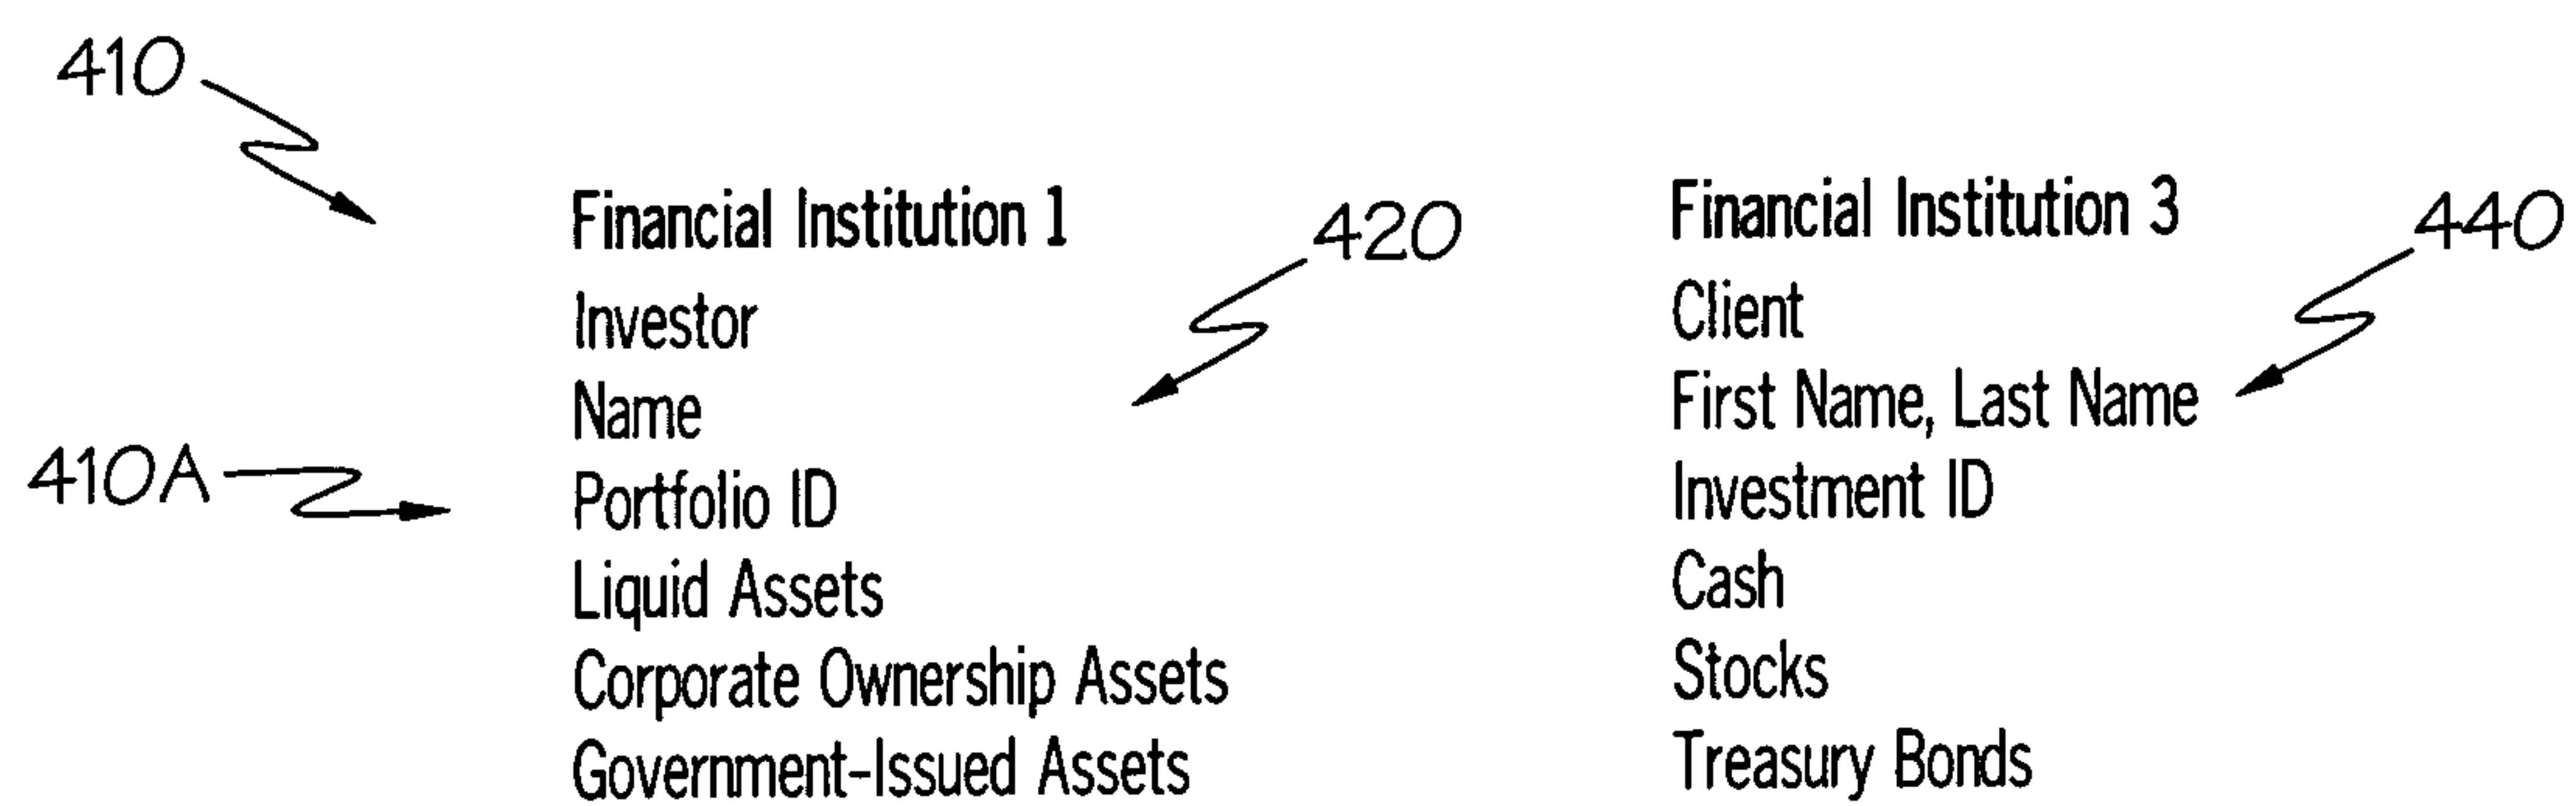 410
Financial Institution 1
Investor
Name
410A
Portfolio ID
Liquid Assets
Corporate Ownership Assets
Government-Issued Assets
420
Financial Institution 3
Client
First Name, Last Name
Investment ID
Cash
Stocks
Treasury Bonds
440